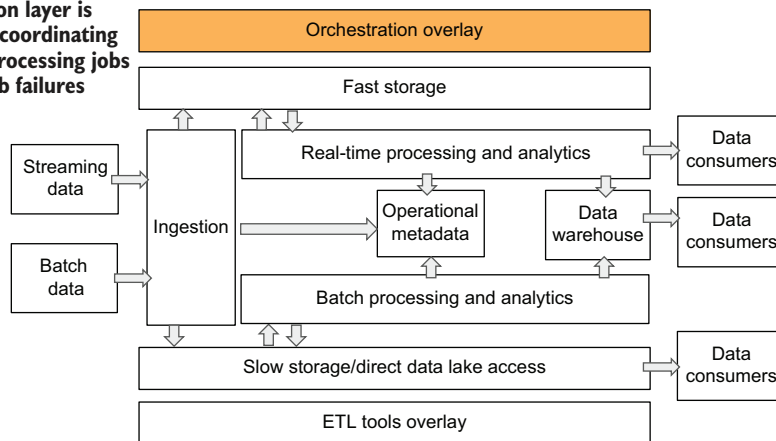 on layer is
coordinating
rocessing jobs
b failures
Orchestration overlay
Fast storage
Real-time processing and analytics
Data
consumers
Streaming
data
Ingestion
Operational
metadata
Data
warehouse
Data
consumers
Batch
data
Batch processing and analytics
Slow storage/direct data lake access
Data
consumers
ETL tools overlay